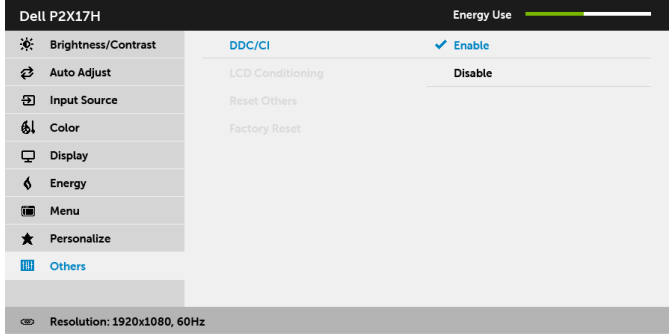 Dell P2X17H
Energy Use
Brightness/Contrast
DDC/CI
Enable
Auto Adjust
LCD Conditioning
Disable
Input Source
Reset Others
Color
Factory Reset
Display
Energy
Menu
Personalize
Others
Resolution: 1920x1080, 60Hz